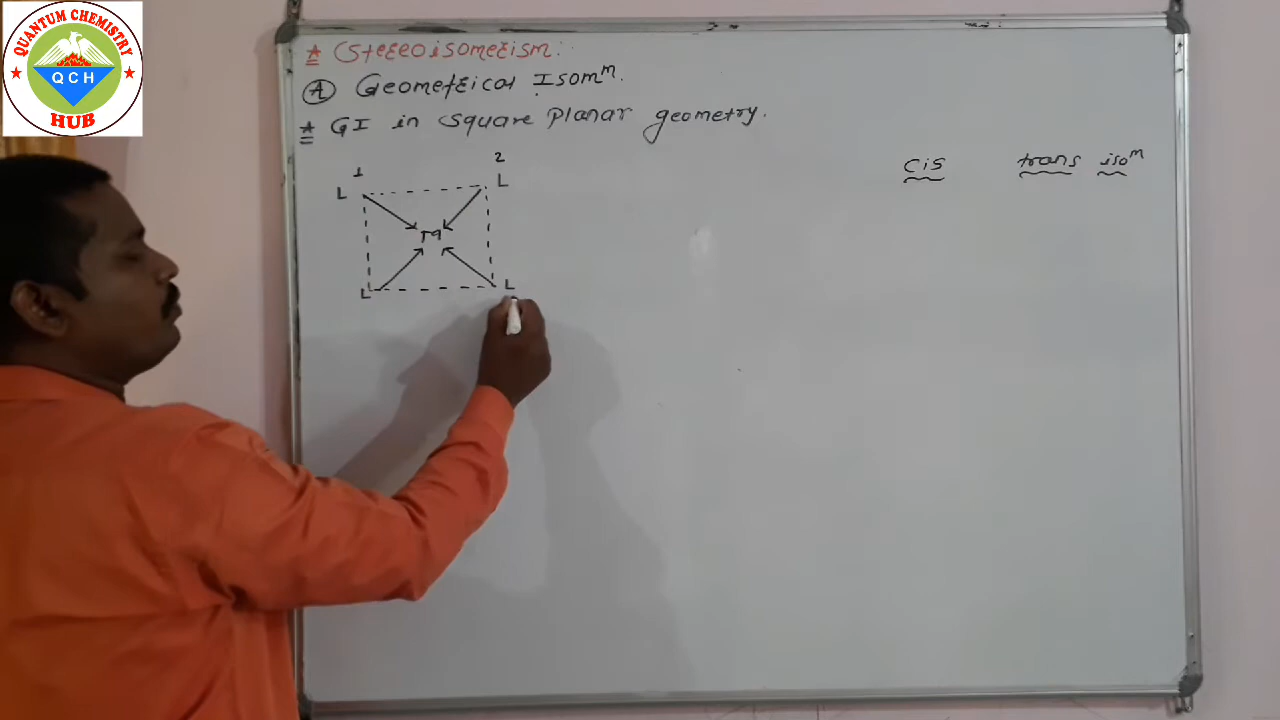 QUANTUM CHEMISTRY
QCH
HUB
* Stereoisomerism:
(A) Geometrical Isomᵐ.
* GI in square planar geometry.
cis trans isoᵐ
1 2
L L
M
L L